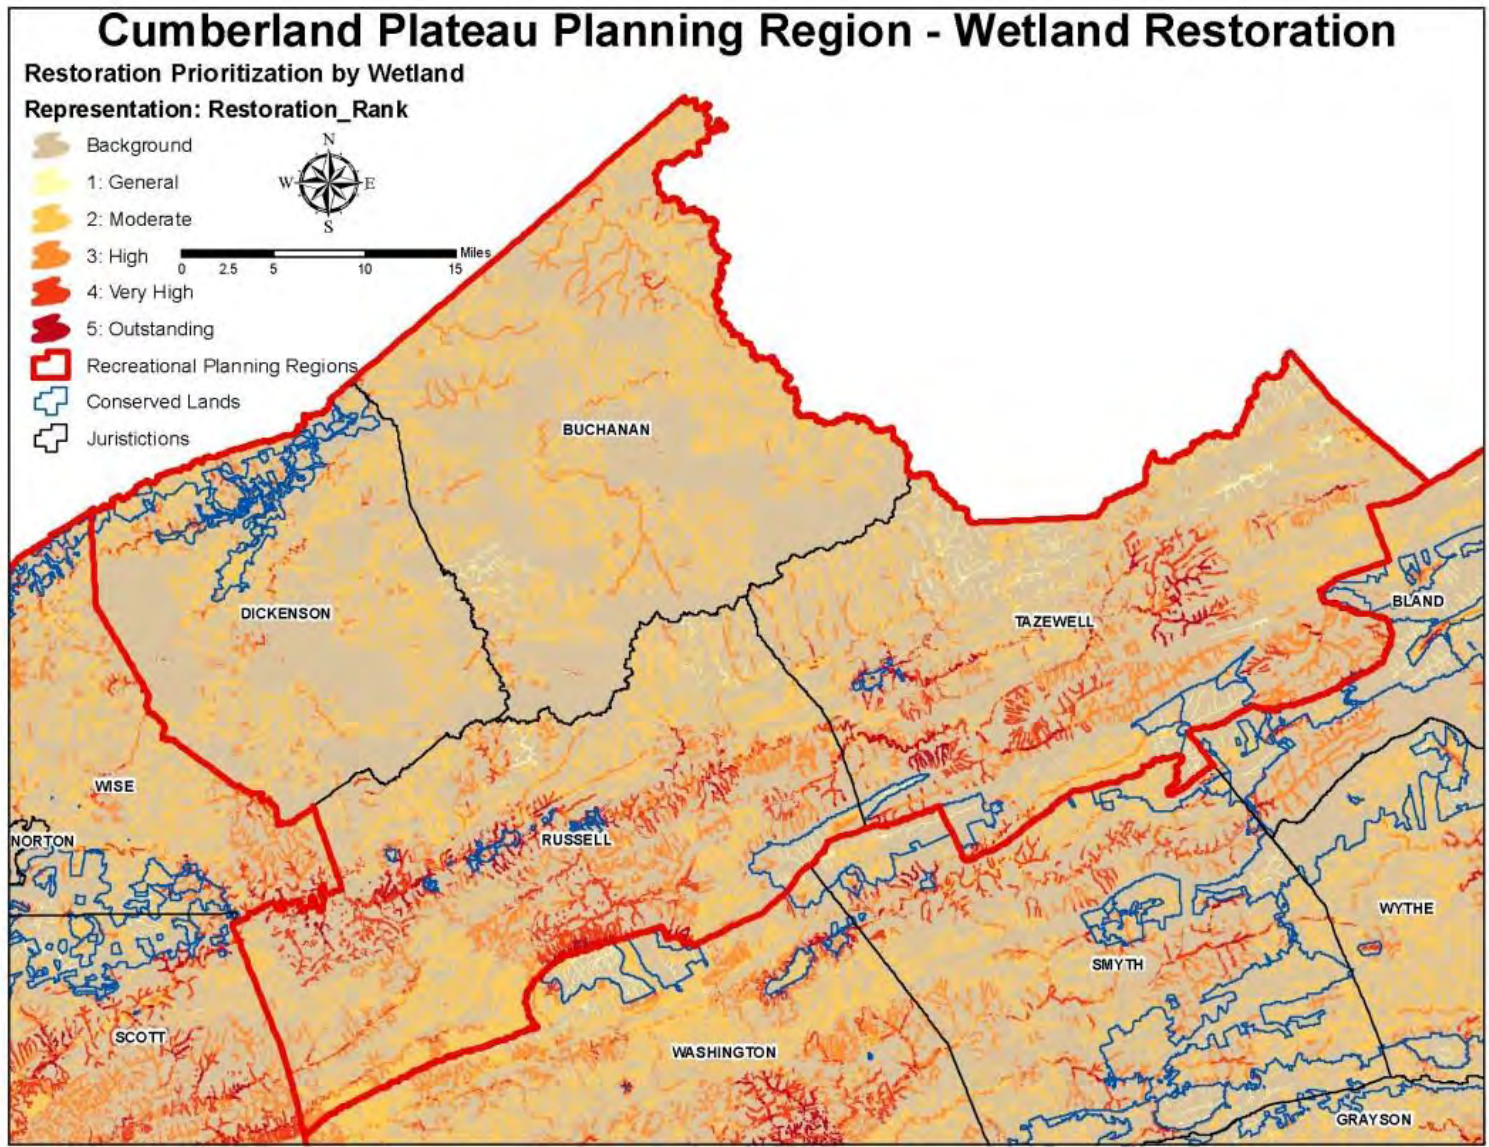 Cumberland Plateau Planning Region - Wetland Restoration
Restoration Prioritization by Wetland
Representation: Restoration_Rank
Background
1: General
2: Moderate
3: High
4: Very High
5: Outstanding
Recreational Planning Regions
Conserved Lands
Juristictions
N
W E
S
Miles
0 2.5 5 10 15
BUCHANAN
DICKENSON
BLAND
TAZEWELL
WISE
NORTON
RUSSELL
WYTHE
SMYTH
SCOTT
WASHINGTON
GRAYSON